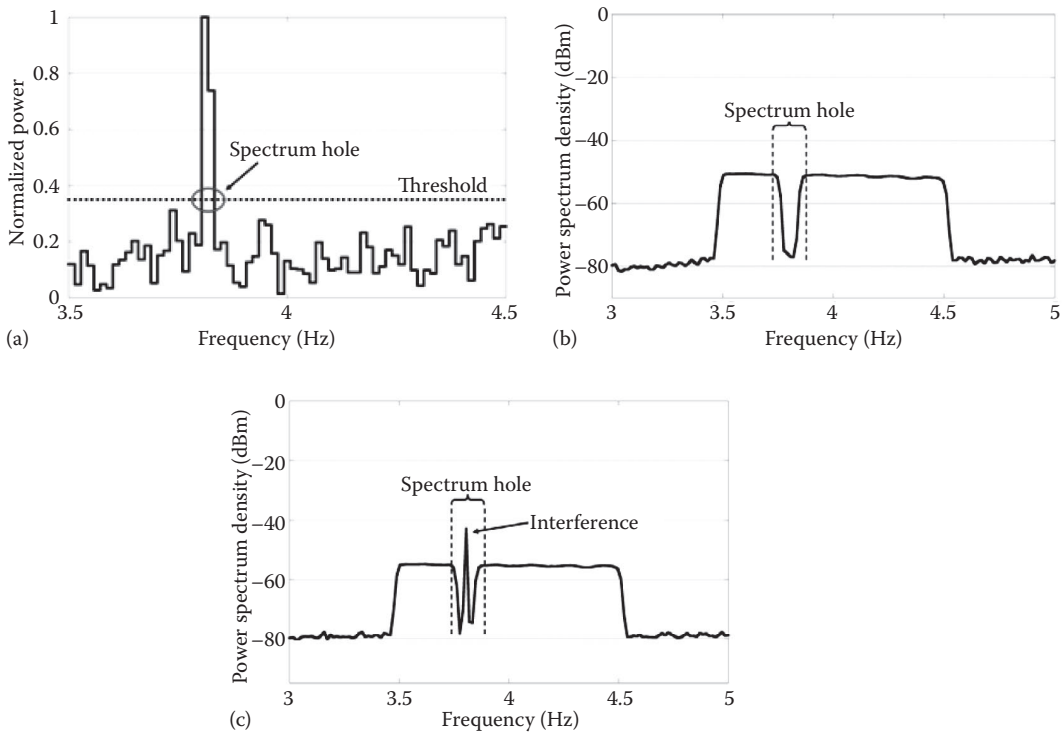 Normalized power
1
0.8
0.6
0.4
0.2
0
Spectrum hole
Threshold
3.5
4
4.5
Frequency (Hz)
(a)
Power spectrum density (dBm)
0
−20
−40
−60
−80
Spectrum hole
3
3.5
4
4.5
5
Frequency (Hz)
(b)
Power spectrum density (dBm)
0
−20
−40
−60
−80
Spectrum hole
Interference
3
3.5
4
4.5
5
Frequency (Hz)
(c)